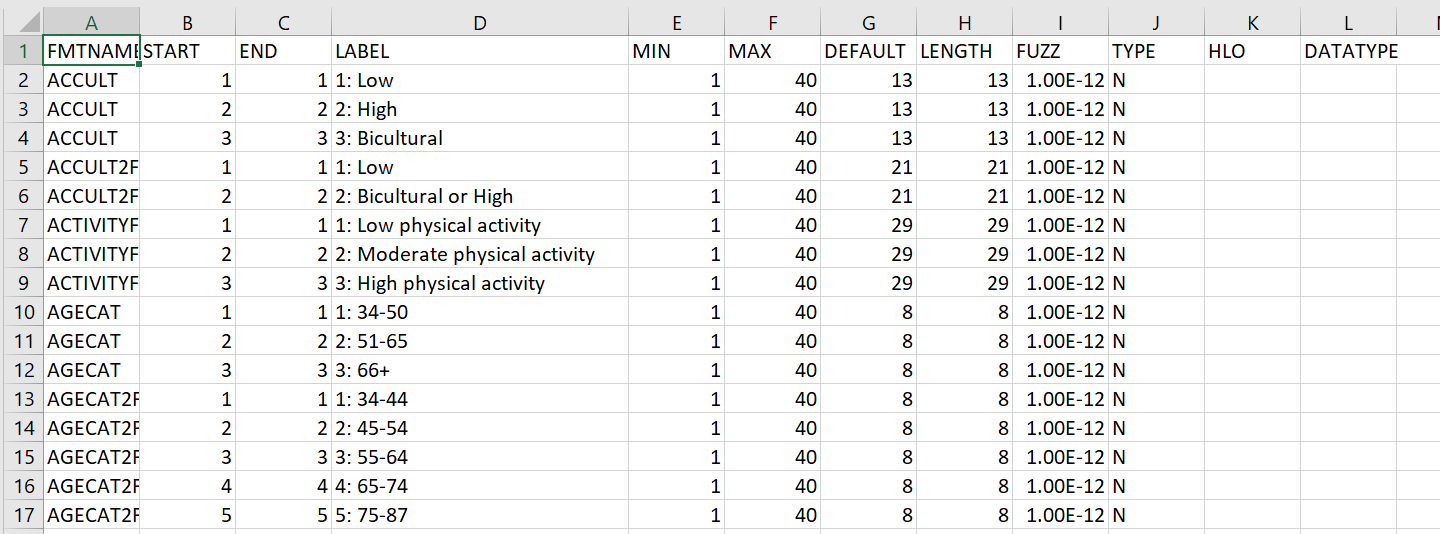 A B C D E F G H I J K L
1 FMTNAME START END LABEL MIN MAX DEFAULT LENGTH FUZZ TYPE HLO DATATYPE
2 ACCULT 1 1 1: Low 1 40 13 13 1.00E-12 N
3 ACCULT 2 2 2: High 1 40 13 13 1.00E-12 N
4 ACCULT 3 3 3: Bicultural 1 40 13 13 1.00E-12 N
5 ACCULT2F 1 1 1: Low 1 40 21 21 1.00E-12 N
6 ACCULT2F 2 2 2: Bicultural or High 1 40 21 21 1.00E-12 N
7 ACTIVITYF 1 1 1: Low physical activity 1 40 29 29 1.00E-12 N
8 ACTIVITYF 2 2 2: Moderate physical activity 1 40 29 29 1.00E-12 N
9 ACTIVITYF 3 3 3: High physical activity 1 40 29 29 1.00E-12 N
10 AGECAT 1 1 1: 34-50 1 40 8 8 1.00E-12 N
11 AGECAT 2 2 2: 51-65 1 40 8 8 1.00E-12 N
12 AGECAT 3 3 3: 66+ 1 40 8 8 1.00E-12 N
13 AGECAT2F 1 1 1: 34-44 1 40 8 8 1.00E-12 N
14 AGECAT2F 2 2 2: 45-54 1 40 8 8 1.00E-12 N
15 AGECAT2F 3 3 3: 55-64 1 40 8 8 1.00E-12 N
16 AGECAT2F 4 4 4: 65-74 1 40 8 8 1.00E-12 N
17 AGECAT2F 5 5 5: 75-87 1 40 8 8 1.00E-12 N